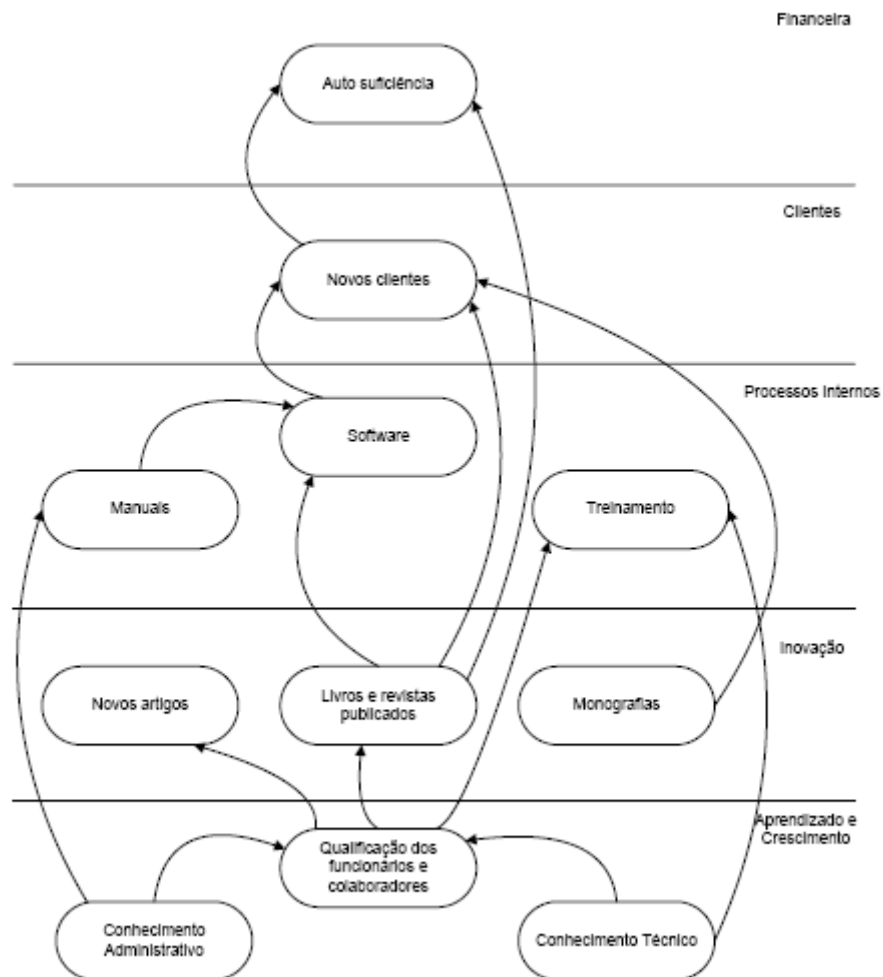 Financeira
Auto suficiência
Clientes
Novos clientes
Processos Internos
Software
Manuais
Treinamento
Inovação
Novos artigos
Livros e revistas
publicados
Monografias
Aprendizado e
Crescimento
Qualificação dos
funcionários e
colaboradores
Conhecimento
Administrativo
Conhecimento Técnico